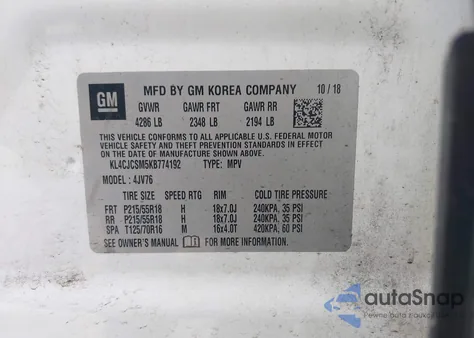 GM MFD BY GM KOREA COMPANY 10 / 18
GVWR GAWR FRT GAWR RR
4286 LB 2348 LB 2194 LB
THIS VEHICLE CONFORMS TO ALL APPLICABLE U.S. FEDERAL MOTOR
VEHICLE SAFETY, BUMPER, AND THEFT PREVENTION STANDARDS IN EFFECT ON THE
DATE OF MANUFACTURE SHOWN ABOVE.
KL4CJCSM5KB774192 TYPE: MPV
MODEL: 4JV76
TIRE SIZE SPEED RTG RIM COLD TIRE PRESSURE
FRT P215/55R18 H 18x7.0J 240KPA, 35 PSI
RR P215/55R18 H 18x7.0J 240KPA, 35 PSI
SPA T125/70R16 M 16x4.0T 420KPA, 60 PSI
SEE OWNER'S MANUAL FOR MORE INFORMATION.
autoSnap
Pewne auto z